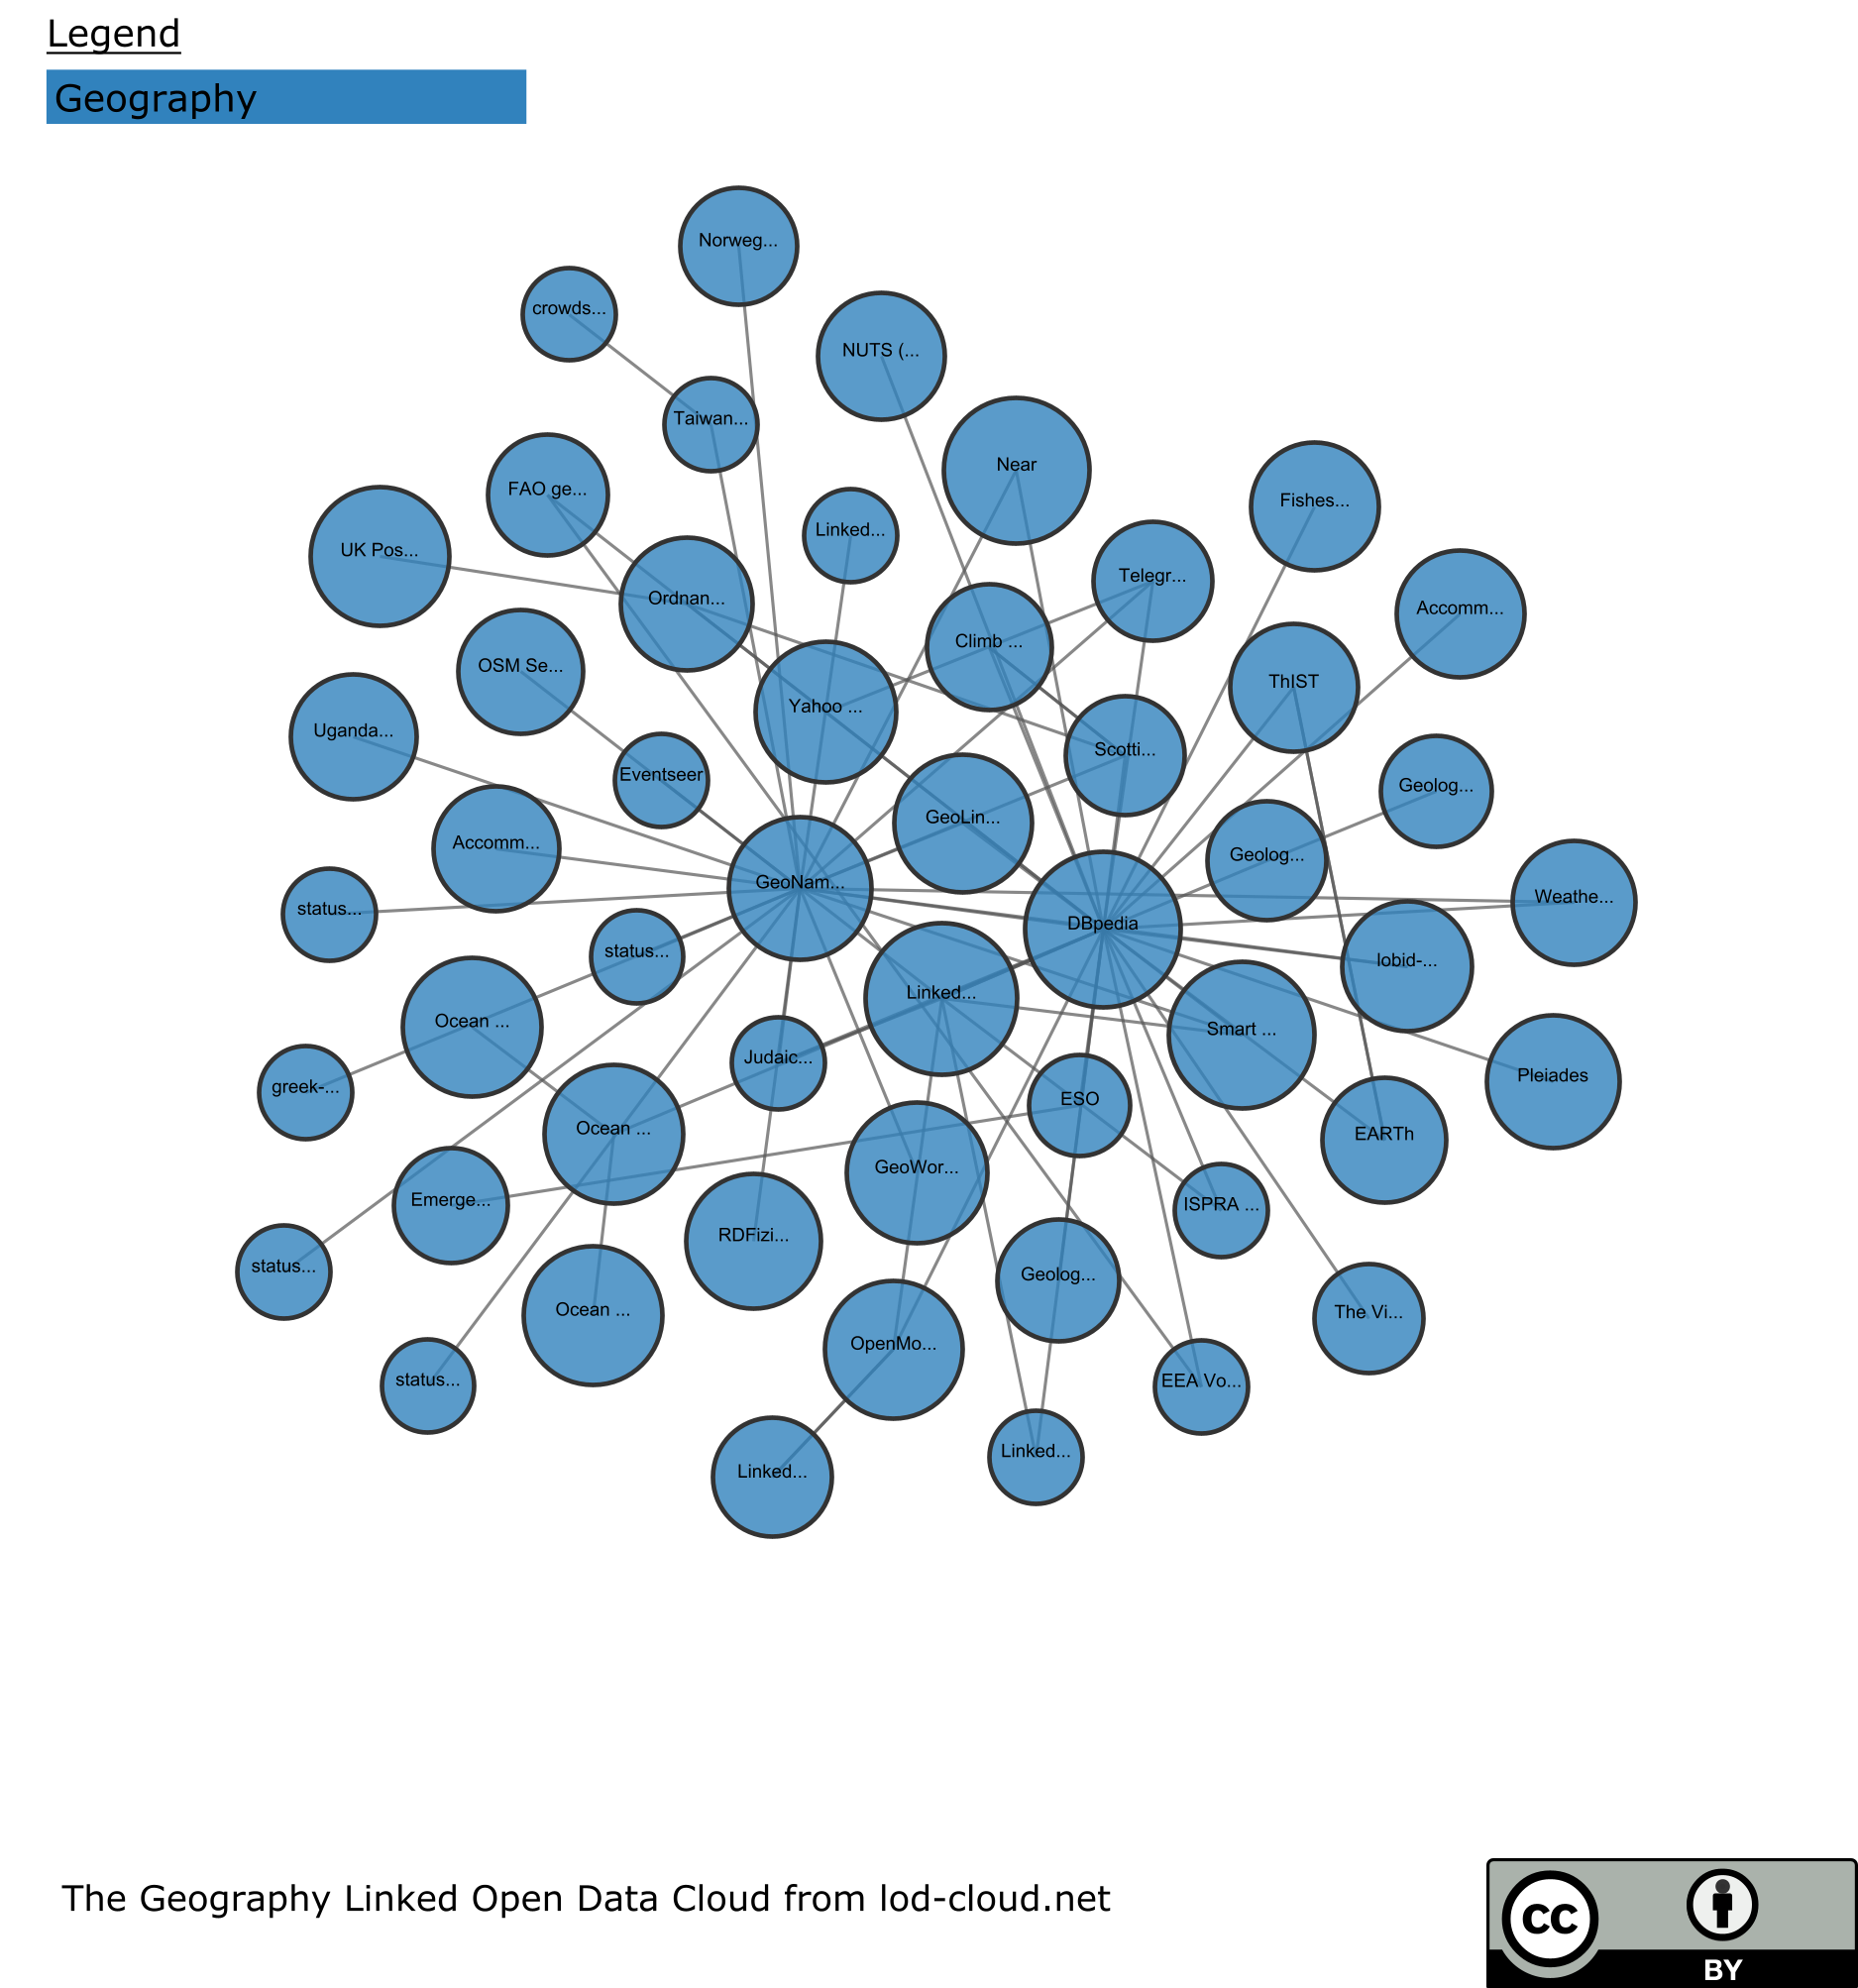 Legend
Geography
Norweg...
crowds...
NUTS (...
Taiwan...
Near
FAO ge...
Fishes...
Linked...
UK Pos...
Telegr...
Ordnan...
Accomm...
Climb ...
OSM Se...
ThIST
Yahoo ...
Uganda...
Scotti...
Eventseer
Geolog...
GeoLin...
Accomm...
Geolog...
GeoNam...
Weathe...
status...
DBpedia
status...
lobid-...
Linked...
Ocean ...
Smart ...
Judaic...
Pleiades
greek-...
ESO
Ocean ...
EARTh
GeoWor...
Emerge...
ISPRA ...
RDFizi...
status...
Geolog...
Ocean ...
The Vi...
OpenMo...
status...
EEA Vo...
Linked...
Linked...
The Geography Linked Open Data Cloud from lod-cloud.net
cc
BY